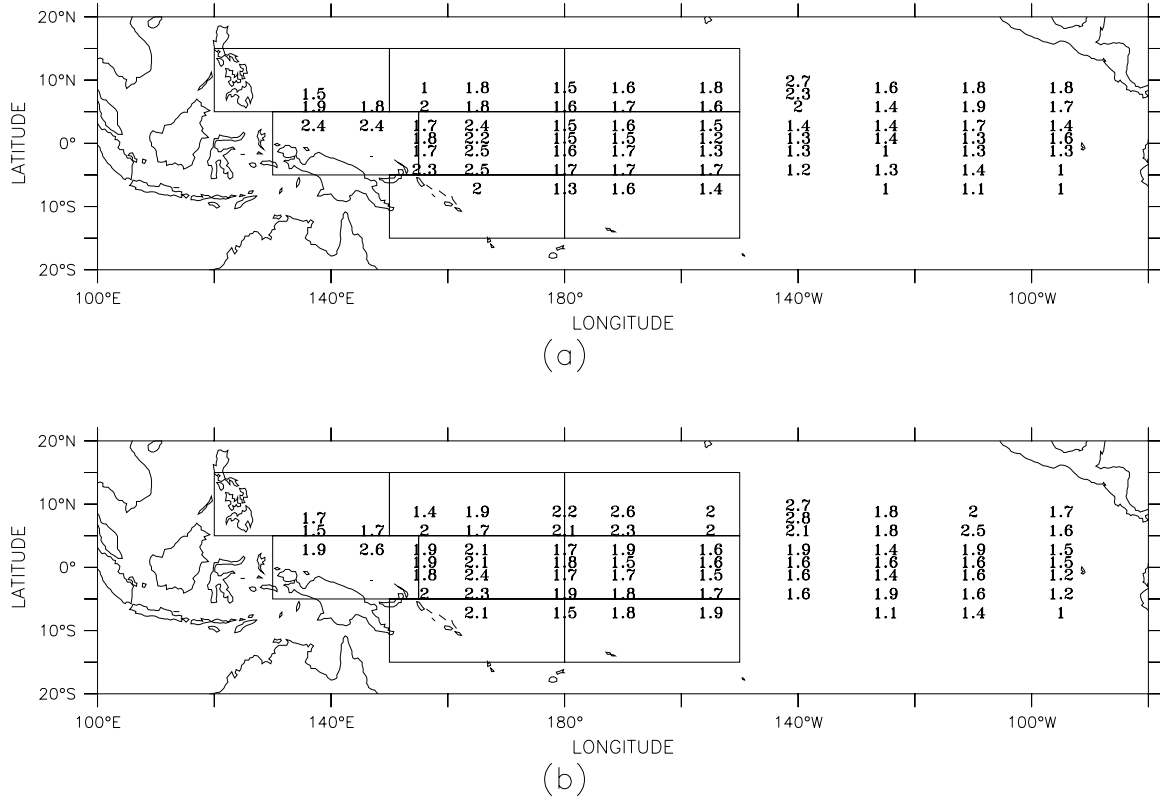 20°N
10°N
1.5 1 1.8 1.5 1.6 1.8 2.7 1.6 1.8 1.8
2.3
1.9 1.8 2 1.8 1.6 1.7 1.6 2 1.4 1.9 1.7
2.4 2.4 1.7 2.4 1.5 1.6 1.5 1.4 1.4 1.7 1.4
0°
1.8 2.2 1.5 1.5 1.2 1.3 1.4 1.3 1.6
1.7 2.5 1.6 1.7 1.3 1.3 1 1.3 1.3
2.3 2.5 1.7 1.7 1.7 1.2 1.3 1.4 1
2 1.3 1.6 1.4 1 1.1 1
10°S
20°S
LATITUDE
100°E 140°E 180° 140°W 100°W
LONGITUDE
(a)
20°N
10°N
1.7 1.4 1.9 2.2 2.6 2 2.7 1.8 2 1.7
2.8
1.5 1.7 2 1.7 2.1 2.3 2 2.1 1.8 2.5 1.6
1.9 2.6 1.9 2.1 1.7 1.9 1.6 1.9 1.4 1.9 1.5
0°
1.9 2.1 1.8 1.5 1.6 1.6 1.6 1.6 1.5
1.8 2.4 1.7 1.7 1.5 1.6 1.4 1.6 1.2
2 2.3 1.9 1.8 1.7 1.6 1.9 1.6 1.2
2.1 1.5 1.8 1.9 1.1 1.4 1
10°S
20°S
LATITUDE
100°E 140°E 180° 140°W 100°W
LONGITUDE
(b)